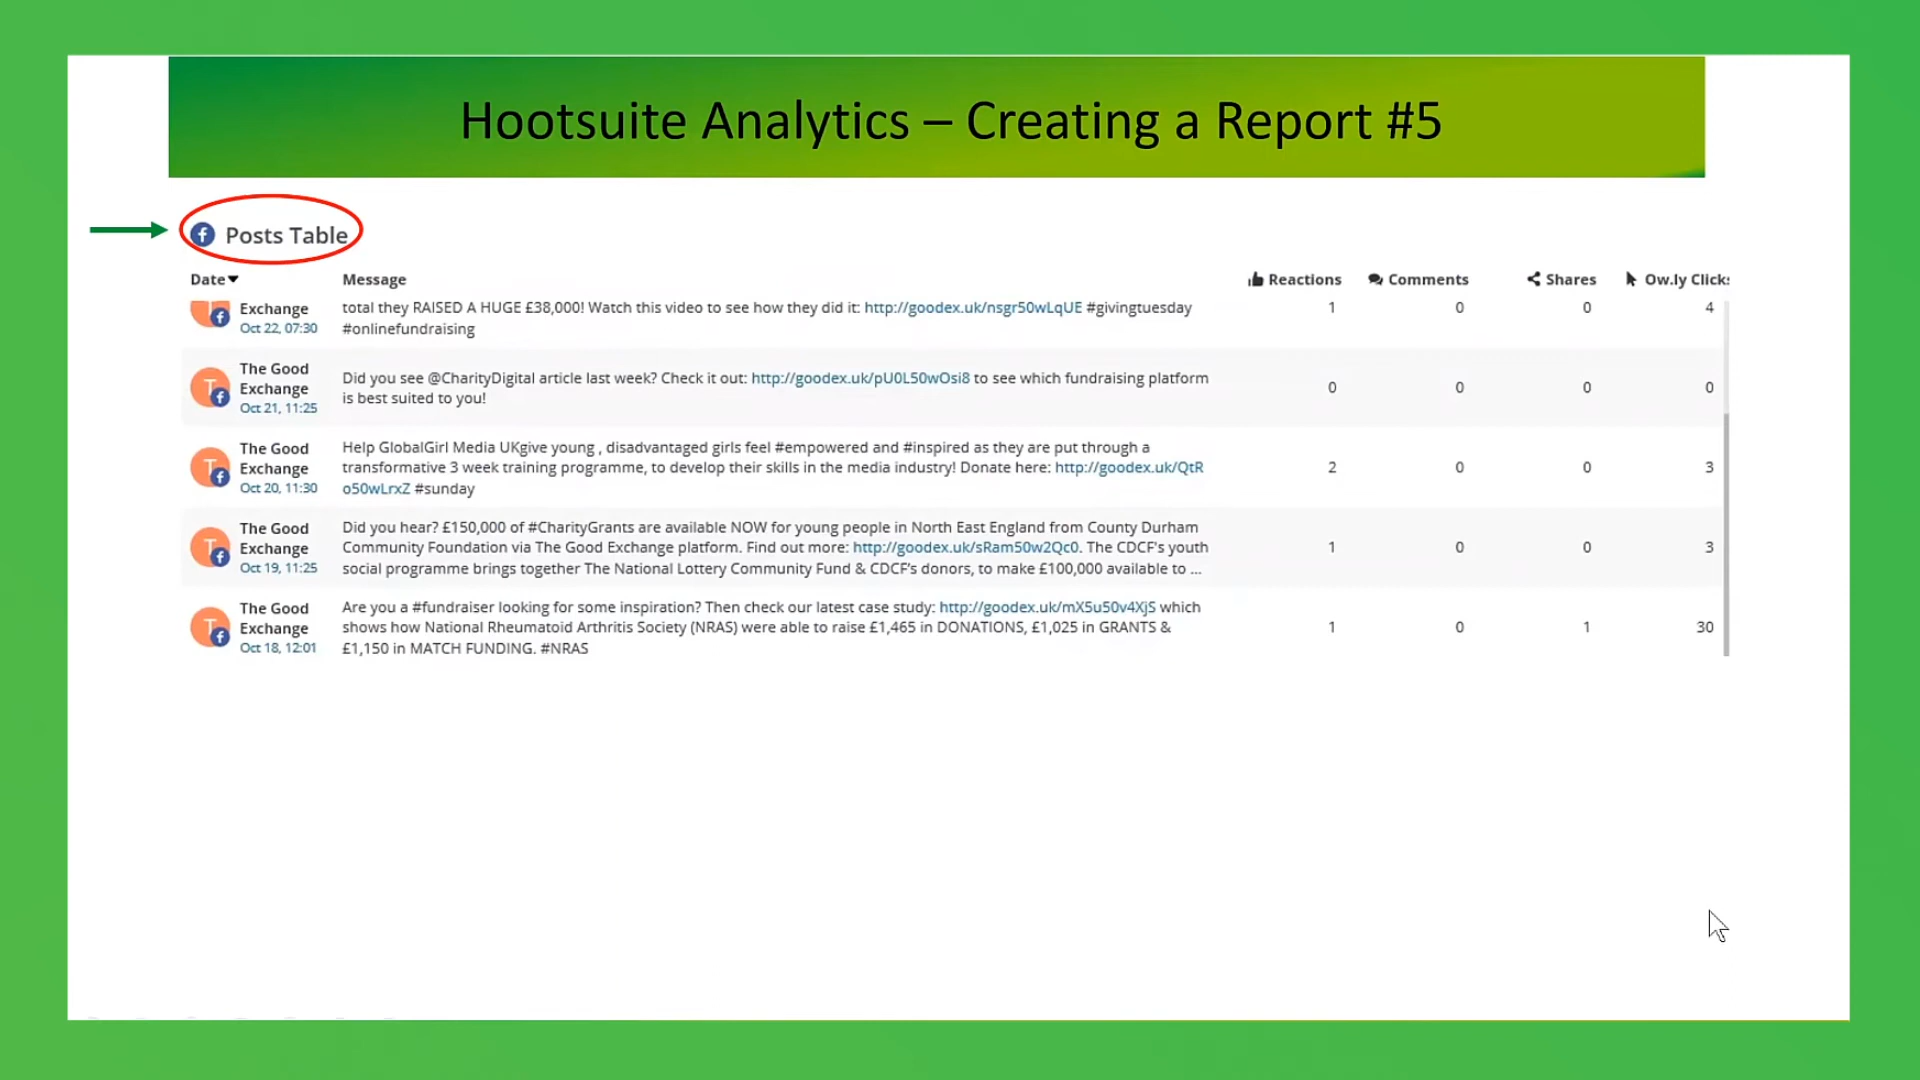 Hootsuite Analytics – Creating a Report #5
Posts Table
Date Message Reactions Comments Shares Ow.ly Clicks
Exchange
Oct 22, 07:30
total they RAISED A HUGE £38,000! Watch this video to see how they did it: http://goodex.uk/nsgr50wLqUE #givingtuesday
#onlinefundraising
1 0 0 4
The Good
Exchange
Oct 21, 11:25
Did you see @CharityDigital article last week? Check it out: http://goodex.uk/pU0L50wOsi8 to see which fundraising platform
is best suited to you!
0 0 0 0
The Good
Exchange
Oct 20, 11:30
Help GlobalGirl Media UKgive young , disadvantaged girls feel #empowered and #inspired as they are put through a
transformative 3 week training programme, to develop their skills in the media industry! Donate here: http://goodex.uk/QtR
o50wLrxZ #sunday
2 0 0 3
The Good
Exchange
Oct 19, 11:25
Did you hear? £150,000 of #CharityGrants are available NOW for young people in North East England from County Durham
Community Foundation via The Good Exchange platform. Find out more: http://goodex.uk/sRam50w2Qc0. The CDCF's youth
social programme brings together The National Lottery Community Fund & CDCF's donors, to make £100,000 available to ...
1 0 0 3
The Good
Exchange
Oct 18, 12:01
Are you a #fundraiser looking for some inspiration? Then check our latest case study: http://goodex.uk/mX5u50v4XjS which
shows how National Rheumatoid Arthritis Society (NRAS) were able to raise £1,465 in DONATIONS, £1,025 in GRANTS &
£1,150 in MATCH FUNDING. #NRAS
1 0 1 30